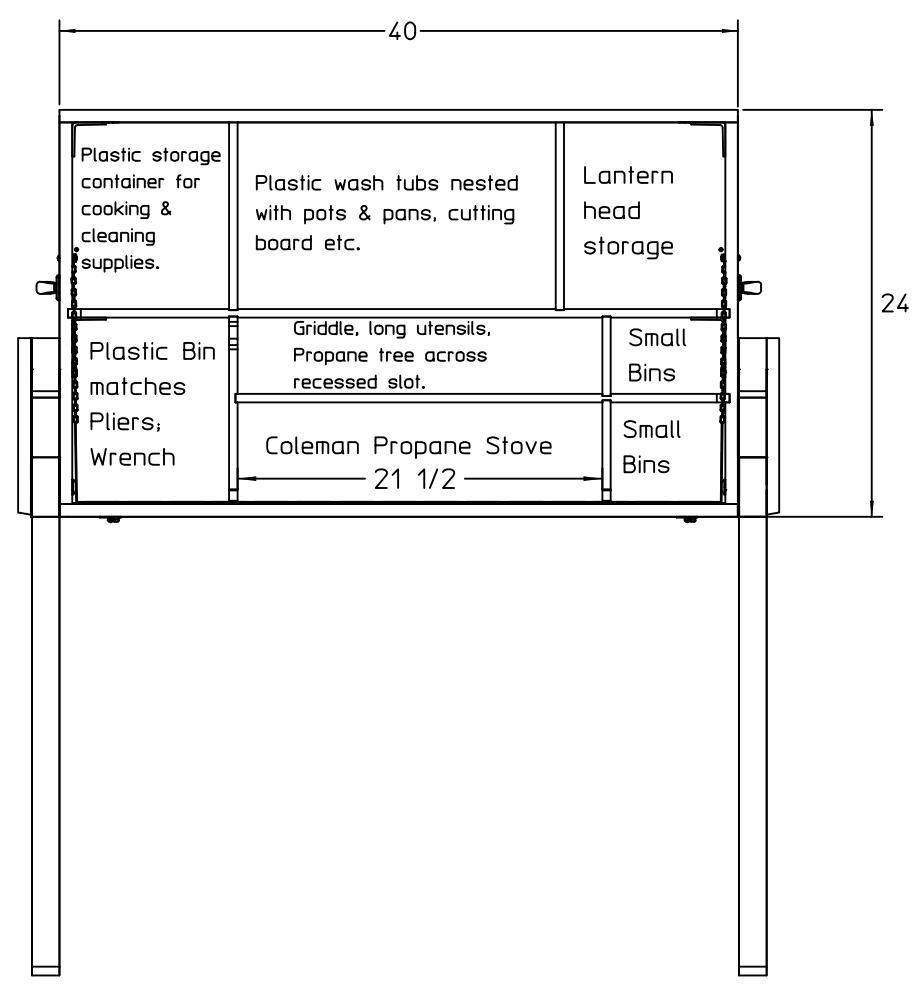 40
Plastic storage
container for
cooking &
cleaning
supplies.
Plastic wash tubs nested
with pots & pans, cutting
board etc.
Lantern
head
storage
24
Plastic Bin
matches
Pliers;
Wrench
Griddle, long utensils,
Propane tree across
recessed slot.
Small
Bins
Coleman Propane Stove
21 1/2
Small
Bins